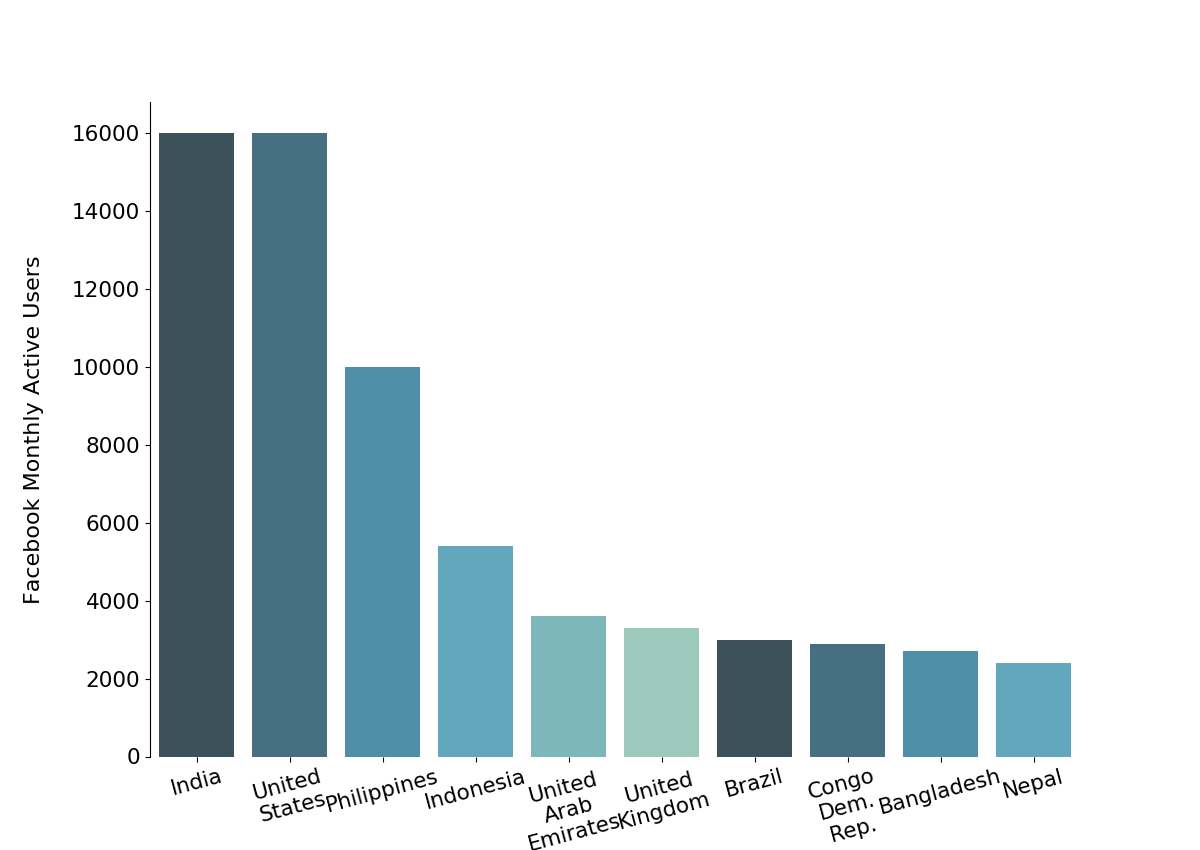 Facebook Monthly Active Users
16000
14000
12000
10000
8000
6000
4000
2000
0
India
United
States
Philippines
Indonesia
United
Arab
Emirates
United
Kingdom
Brazil
Congo
Dem.
Rep.
Bangladesh
Nepal